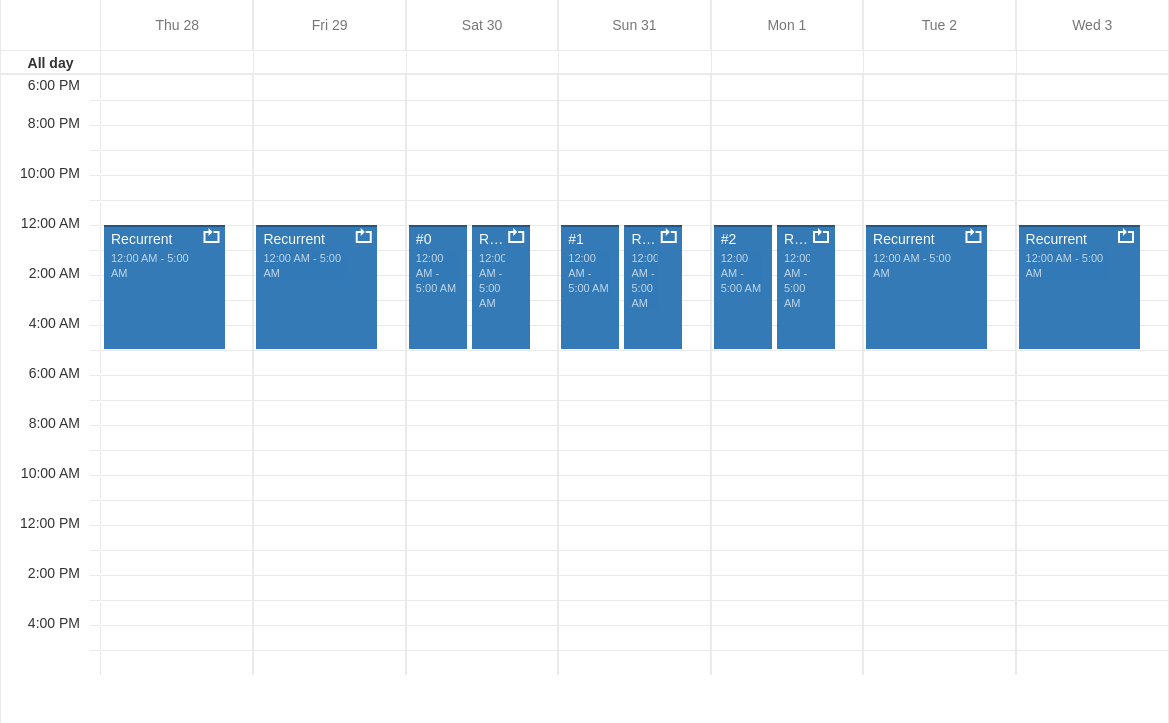 Thu 28
Fri 29
Sat 30
Sun 31
Mon 1
Tue 2
Wed 3
All day
6:00 PM
8:00 PM
10:00 PM
12:00 AM
2:00 AM
4:00 AM
6:00 AM
8:00 AM
10:00 AM
12:00 PM
2:00 PM
4:00 PM
Recurrent
12:00 AM - 5:00
AM
Recurrent
12:00 AM - 5:00
AM
#0
12:00
AM -
5:00 AM
R...
12:00
AM -
5:00
AM
#1
12:00
AM -
5:00 AM
R...
12:00
AM -
5:00
AM
#2
12:00
AM -
5:00 AM
R...
12:00
AM -
5:00
AM
Recurrent
12:00 AM - 5:00
AM
Recurrent
12:00 AM - 5:00
AM